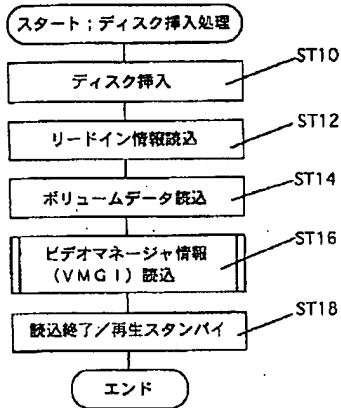 スタート；ディスク挿入処理
ST10
ディスク挿入
ST12
リードイン情報読込
ST14
ボリュームデータ読込
ST16
ビデオマネージャ情報
（VMGI）読込
ST18
読込終了／再生スタンバイ
エンド